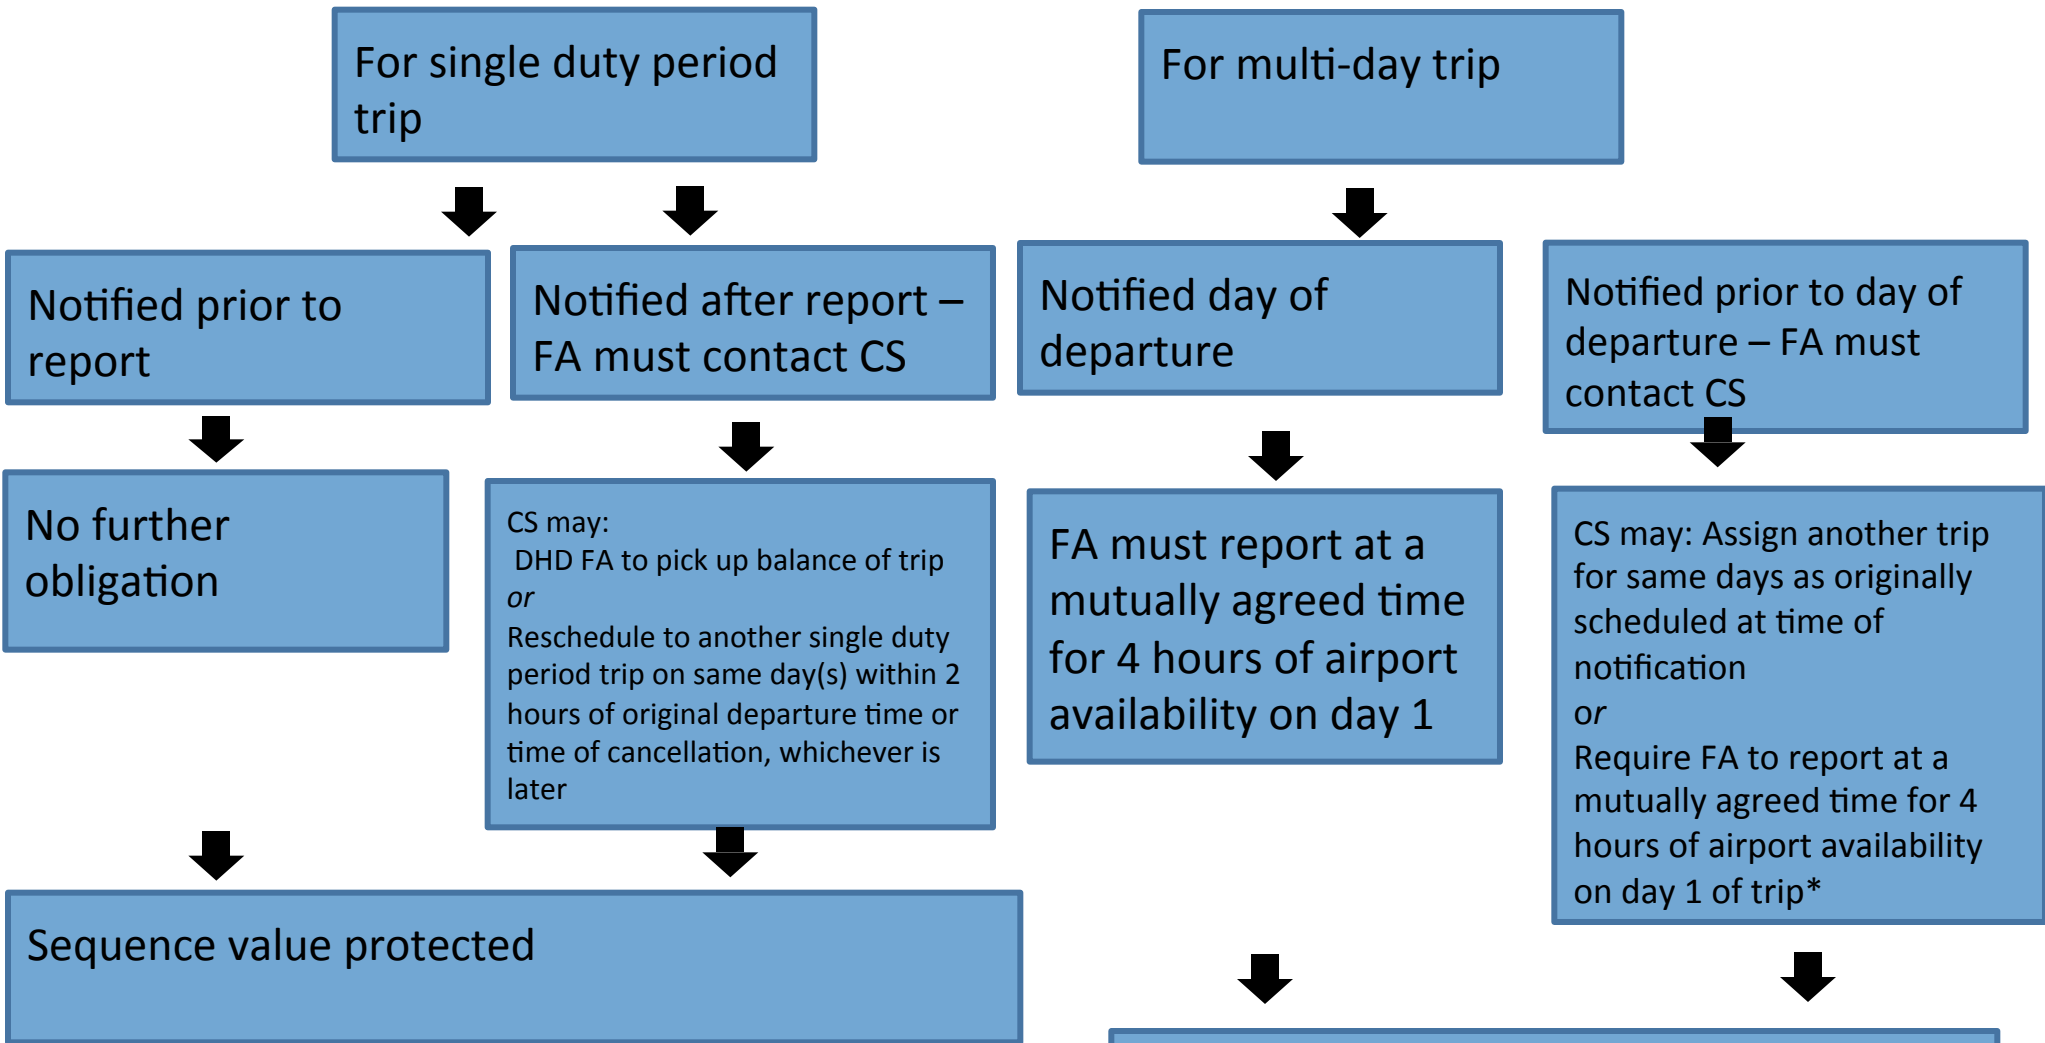 For single duty period
trip
For multi-day trip
Notified prior to
report
Notified after report –
FA must contact CS
Notified day of
departure
Notified prior to day of
departure – FA must
contact CS
No further
obligation
CS may:
DHD FA to pick up balance of trip
or
Reschedule to another single duty
period trip on same day(s) within 2
hours of original departure time or
time of cancellation, whichever is
later
FA must report at a
mutually agreed time
for 4 hours of airport
availability on day 1
CS may: Assign another trip
for same days as originally
scheduled at time of
notification
or
Require FA to report at a
mutually agreed time for 4
hours of airport availability
on day 1 of trip*
Sequence value protected